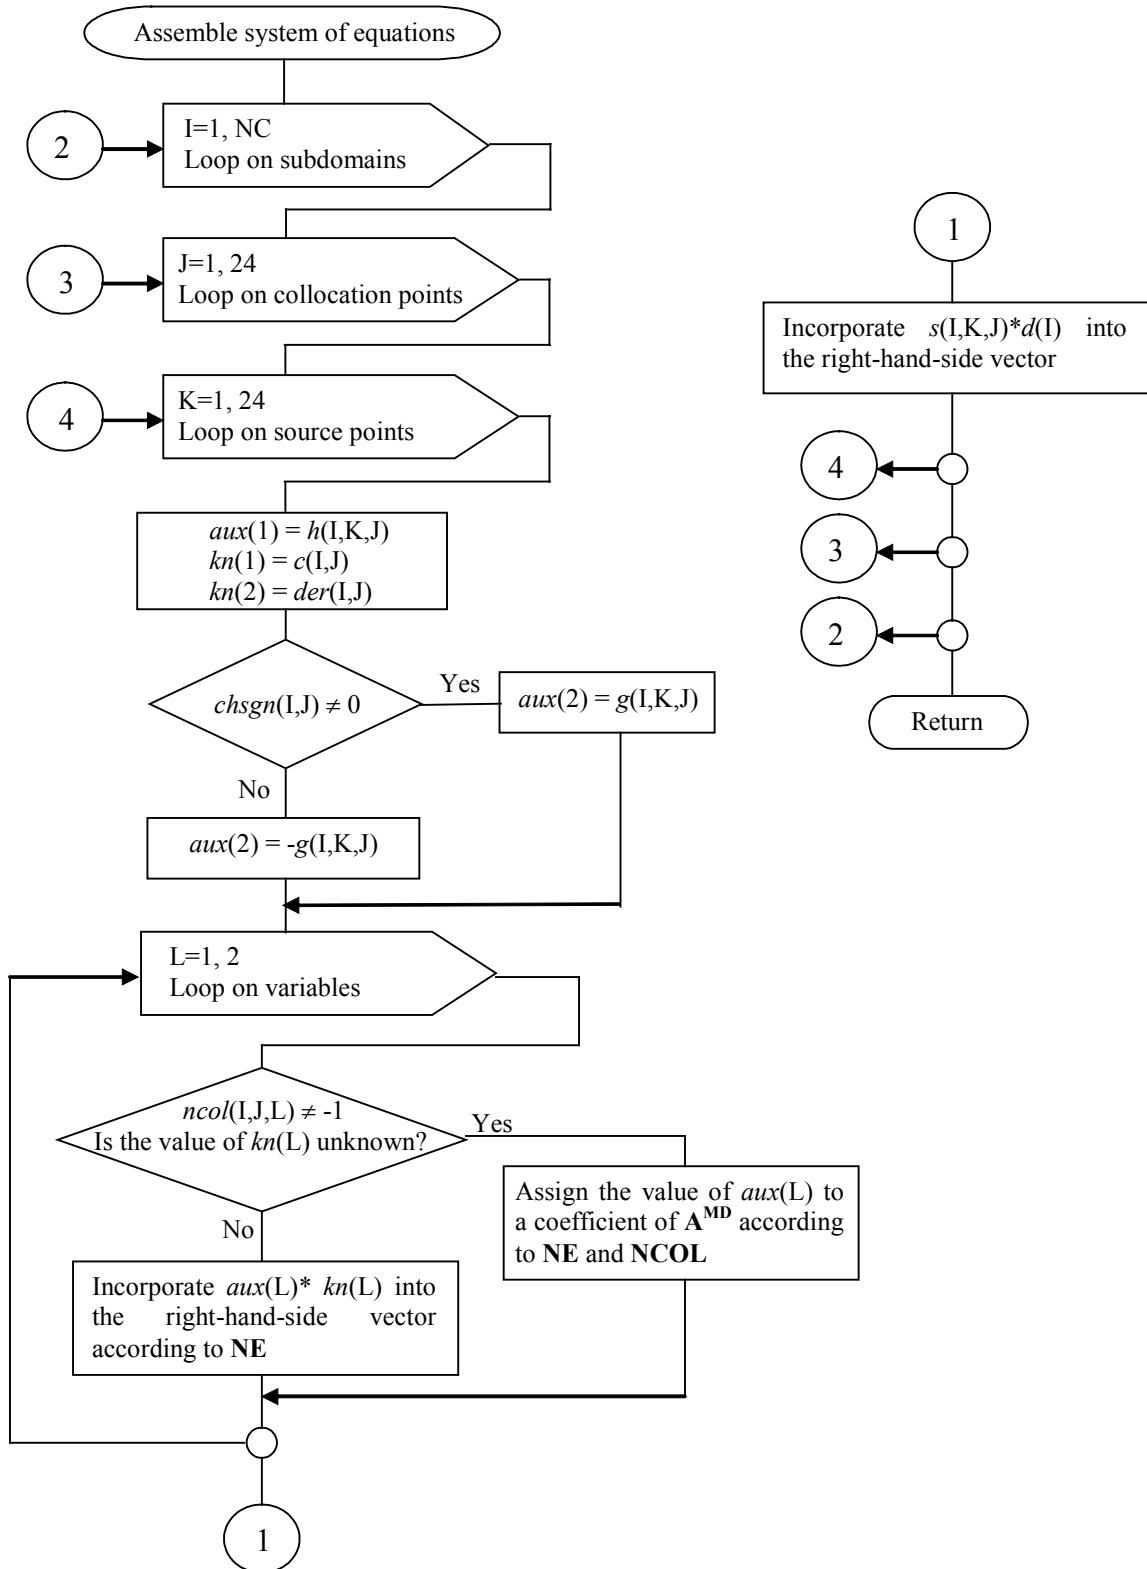 Assemble system of equations
2
I=1, NC
Loop on subdomains
3
J=1, 24
Loop on collocation points
4
K=1, 24
Loop on source points
aux(1) = h(I,K,J)
kn(1) = c(I,J)
kn(2) = der(I,J)
chsgn(I,J) ≠ 0
Yes
aux(2) = g(I,K,J)
No
aux(2) = -g(I,K,J)
L=1, 2
Loop on variables
ncol(I,J,L) ≠ -1
Is the value of kn(L) unknown?
Yes
Assign the value of aux(L) to
a coefficient of A^MD according
to NE and NCOL
No
Incorporate aux(L)* kn(L) into
the right-hand-side vector
according to NE
1
1
Incorporate s(I,K,J)*d(I) into
the right-hand-side vector
4
3
2
Return